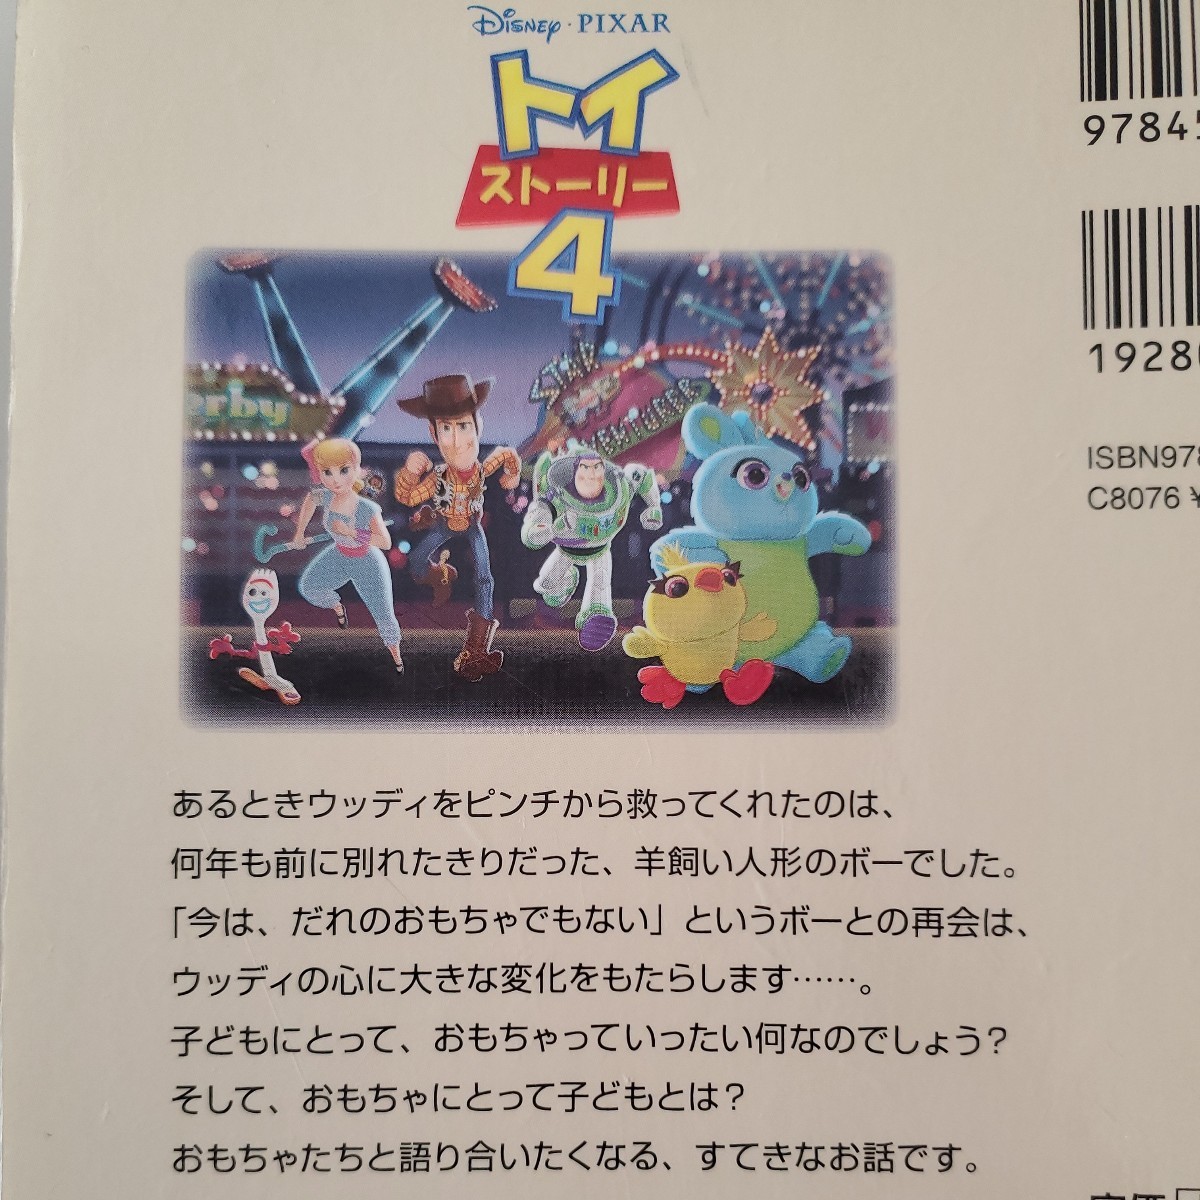 Disney・PIXAR
トイ
ストーリー
4
erby
STAR
ADVENTURER
あるときウッディをピンチから救ってくれたのは、
何年も前に別れたきりだった、羊飼い人形のボーでした。
「今は、だれのおもちゃでもない」というボーとの再会は、
ウッディの心に大きな変化をもたらします……。
子どもにとって、おもちゃっていったい何なのでしょう?
そして、おもちゃにとって子どもとは?
おもちゃたちと語り合いたくなる、すてきなお話です。
9784
1928
ISBN978
C8076 ¥
定価